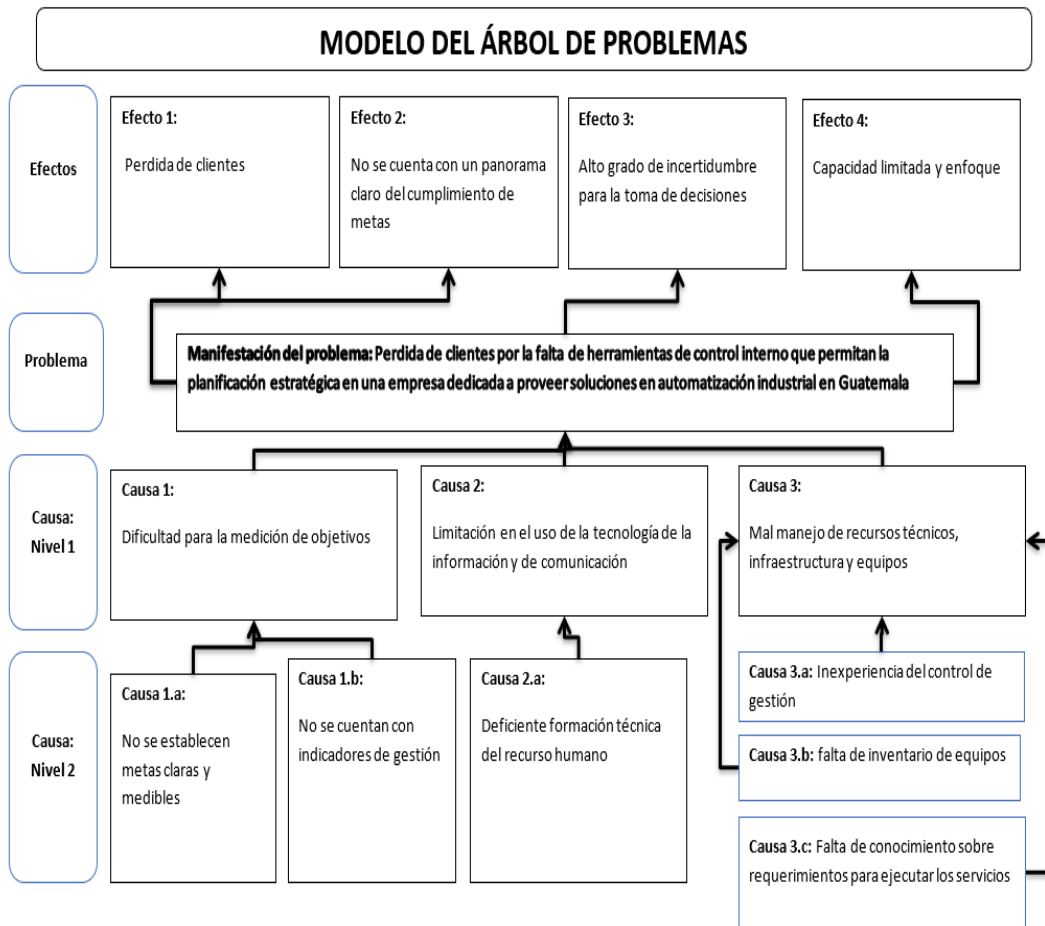 MODELO DEL ÁRBOL DE PROBLEMAS
Efectos
Efecto 1:
Perdida de clientes
Efecto 2:
No se cuenta con un panorama
claro del cumplimiento de
metas
Efecto 3:
Alto grado de incertidumbre
para la toma de decisiones
Efecto 4:
Capacidad limitada y enfoque
Problema
Manifestación del problema: Perdida de clientes por la falta de herramientas de control interno que permitan la
planificación estratégica en una empresa dedicada a proveer soluciones en automatización industrial en Guatemala
Causa:
Nivel 1
Causa 1:
Dificultad para la medición de objetivos
Causa 2:
Limitación en el uso de la tecnología de la
información y de comunicación
Causa 3:
Mal manejo de recursos técnicos,
infraestructura y equipos
Causa:
Nivel 2
Causa 1.a:
No se establecen
metas claras y
medibles
Causa 1.b:
No se cuentan con
indicadores de gestión
Causa 2.a:
Deficiente formación técnica
del recurso humano
Causa 3.a: Inexperiencia del control de
gestión
Causa 3.b: falta de inventario de equipos
Causa 3.c: Falta de conocimiento sobre
requerimientos para ejecutar los servicios